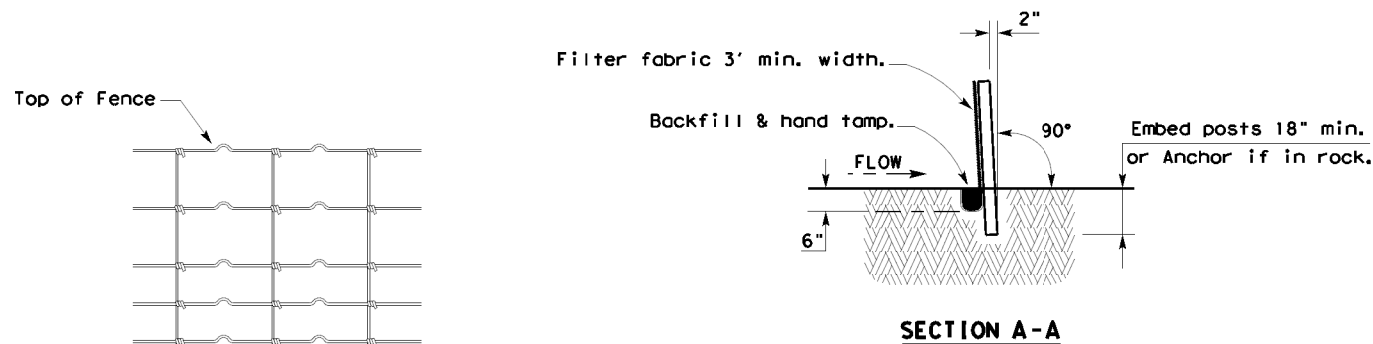 Top of Fence
2"
Filter fabric 3' min. width.
Backfill & hand tamp.
90°
Embed posts 18" min.
or Anchor if in rock.
FLOW
6"
SECTION A-A